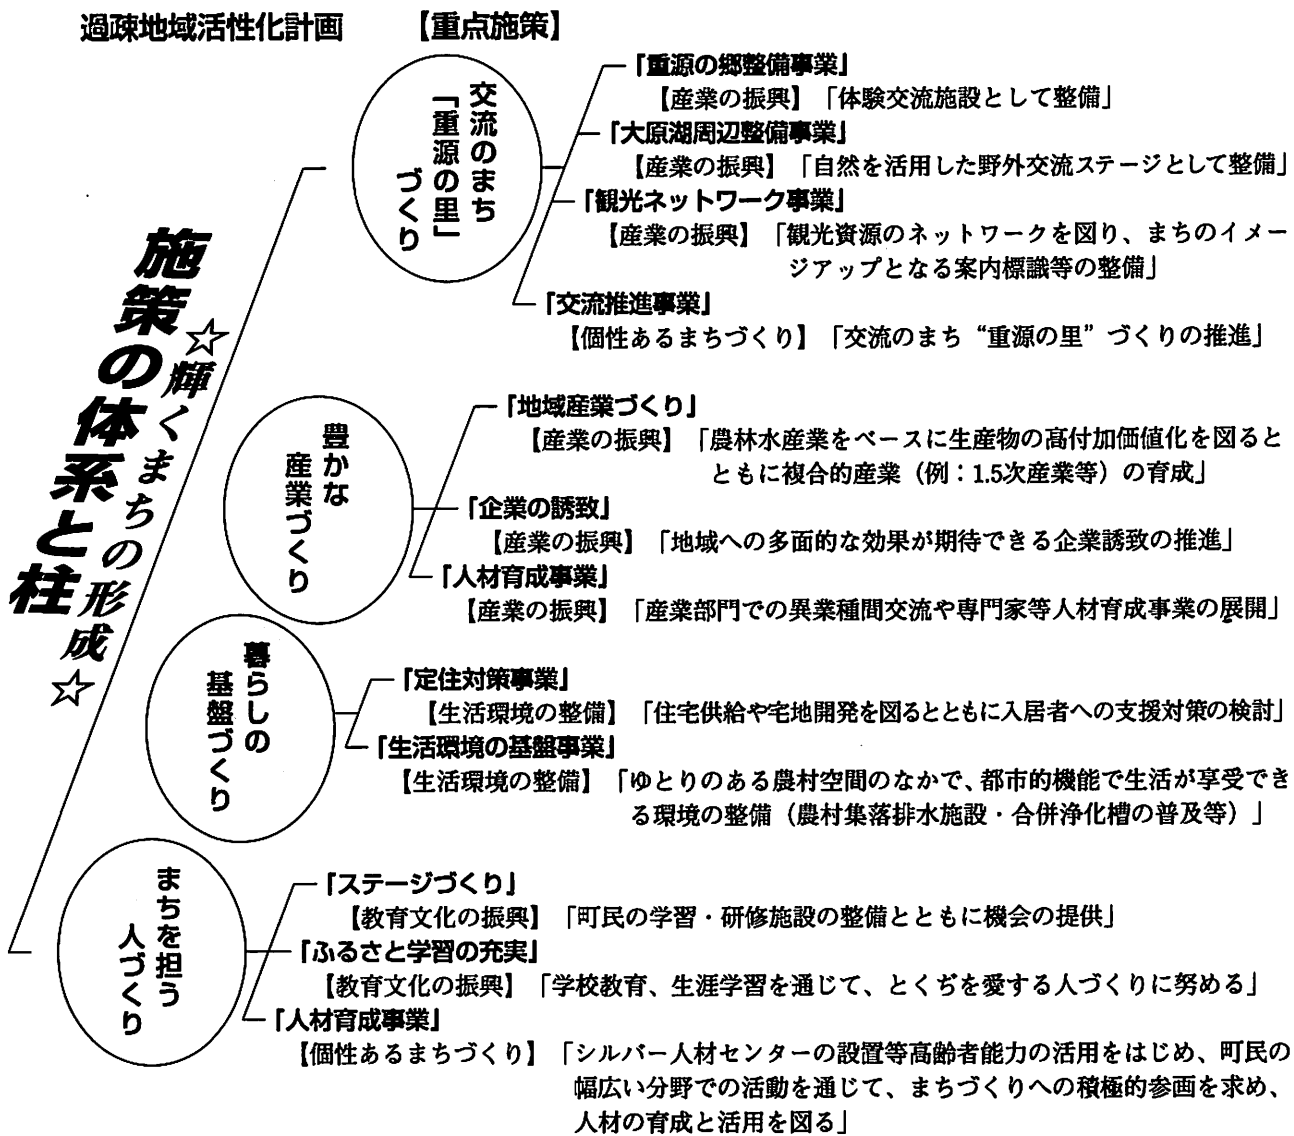 過疎地域活性化計画 【重点施策】
施策の体系と柱
☆輝くまちの形成☆
交流のまち
「重源の里」
づくり
「重源の郷整備事業」
【産業の振興】「体験交流施設として整備」
「大原湖周辺整備事業」
【産業の振興】「自然を活用した野外交流ステージとして整備」
「観光ネットワーク事業」
【産業の振興】「観光資源のネットワークを図り、まちのイメー
ジアップとなる案内標識等の整備」
「交流推進事業」
【個性あるまちづくり】「交流のまち“重源の里”づくりの推進」
豊かな
産業づくり
「地域産業づくり」
【産業の振興】「農林水産業をベースに生産物の高付加価値化を図ると
ともに複合的産業（例：1.5次産業等）の育成」
「企業の誘致」
【産業の振興】「地域への多面的な効果が期待できる企業誘致の推進」
「人材育成事業」
【産業の振興】「産業部門での異業種間交流や専門家等人材育成事業の展開」
暮らしの
基盤づくり
「定住対策事業」
【生活環境の整備】「住宅供給や宅地開発を図るとともに入居者への支援対策の検討」
「生活環境の基盤事業」
【生活環境の整備】「ゆとりのある農村空間のなかで、都市的機能で生活が享受でき
る環境の整備（農村集落排水施設・合併浄化槽の普及等）」
まちを担う
人づくり
「ステージづくり」
【教育文化の振興】「町民の学習・研修施設の整備とともに機会の提供」
「ふるさと学習の充実」
【教育文化の振興】「学校教育、生涯学習を通じて、とくぢを愛する人づくりに努める」
「人材育成事業」
【個性あるまちづくり】「シルバー人材センターの設置等高齢者能力の活用をはじめ、町民の
幅広い分野での活動を通じて、まちづくりへの積極的参画を求め、
人材の育成と活用を図る」